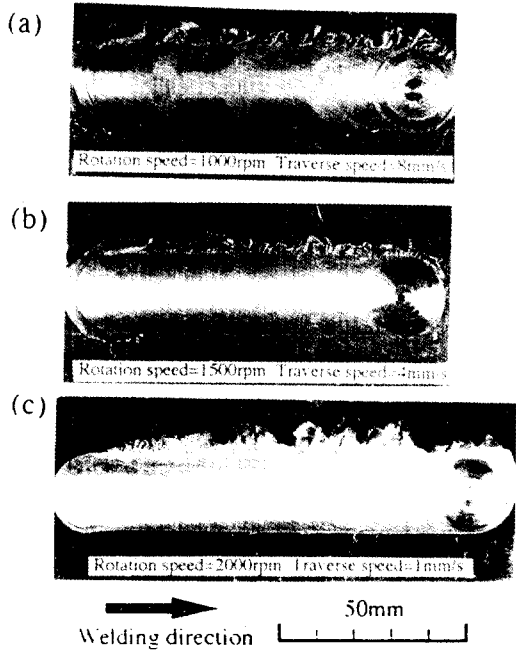 (a)
Rotation speed=1000rpm Traverse speed=8mm/s
(b)
Rotation speed=1500rpm Traverse speed=4mm/s
(c)
Rotation speed=2000rpm Traverse speed=1mm/s
50mm
Welding direction